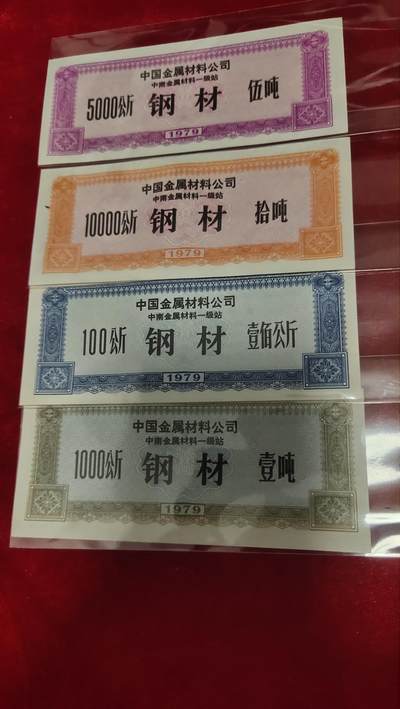 中国金属材料公司
中南金属材料一级站
5000公斤 钢材 伍吨
1979
中国金属材料公司
中南金属材料一级站
10000公斤 钢材 拾吨
1979
中国金属材料公司
中南金属材料一级站
100公斤 钢材 壹佰公斤
1979
中国金属材料公司
中南金属材料一级站
1000公斤 钢材 壹吨
1979